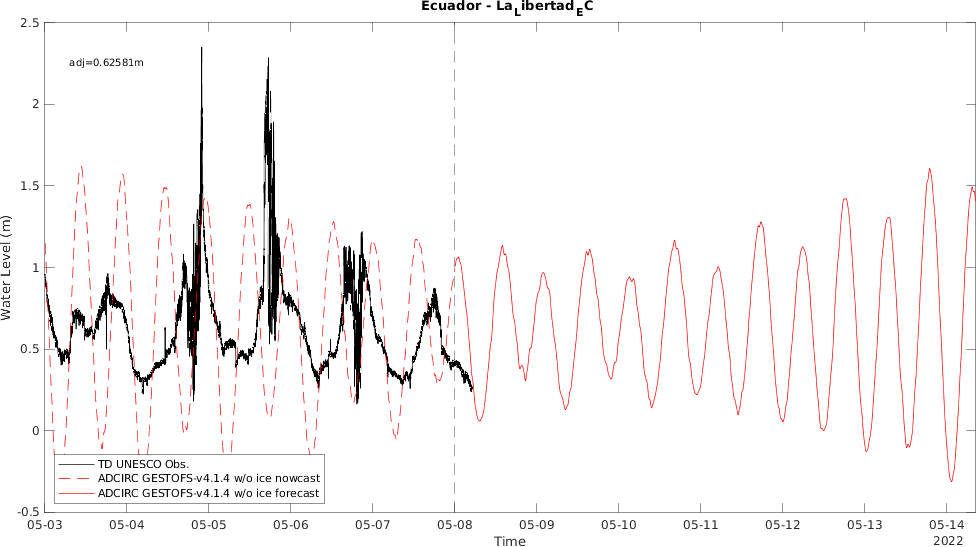 Ecuador - LaLibertadEC
adj=0.62581m
Water Level (m)
2.5
2
1.5
1
0.5
0
-0.5
TD UNESCO Obs.
ADCIRC GESTOFS-v4.1.4 w/o ice nowcast
ADCIRC GESTOFS-v4.1.4 w/o ice forecast
05-03 05-04 05-05 05-06 05-07 05-08 05-09 05-10 05-11 05-12 05-13 05-14
Time
2022